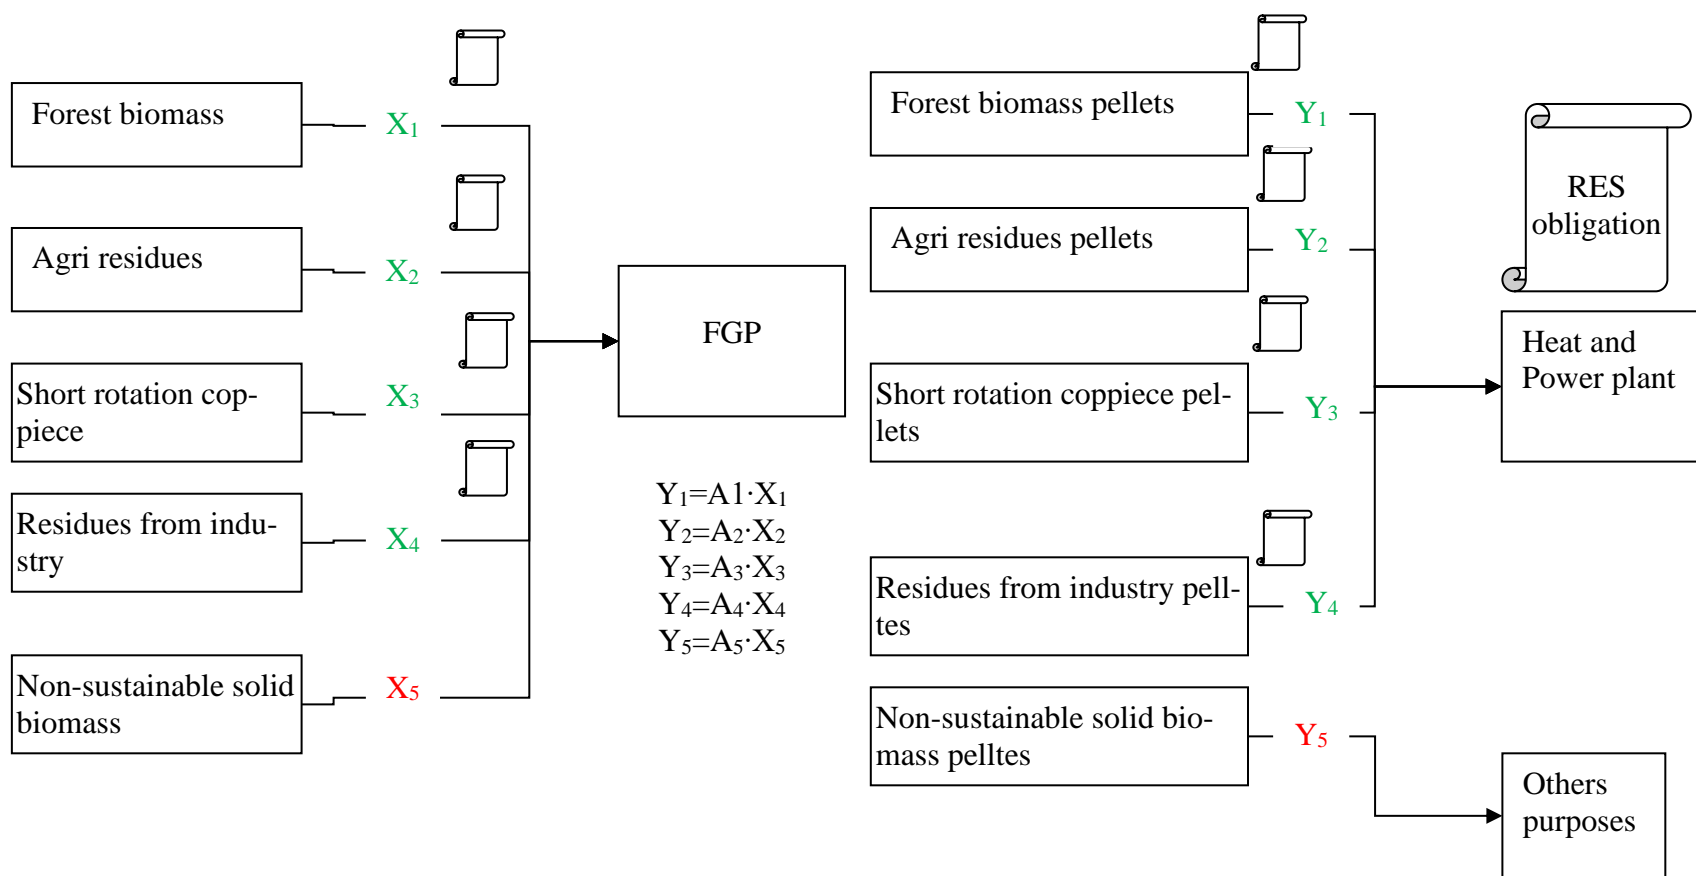 Forest biomass
X1
Agri residues
X2
Short rotation cop-
piece
X3
Residues from indu-
stry
X4
Non-sustainable solid
biomass
X5
FGP
Y1=A1·X1
Y2=A2·X2
Y3=A3·X3
Y4=A4·X4
Y5=A5·X5
Forest biomass pellets
Y1
Agri residues pellets
Y2
Short rotation coppiece pel-
lets
Y3
Residues from industry pell-
tes
Y4
Non-sustainable solid bio-
mass pelltes
Y5
RES
obligation
Heat and
Power plant
Others
purposes